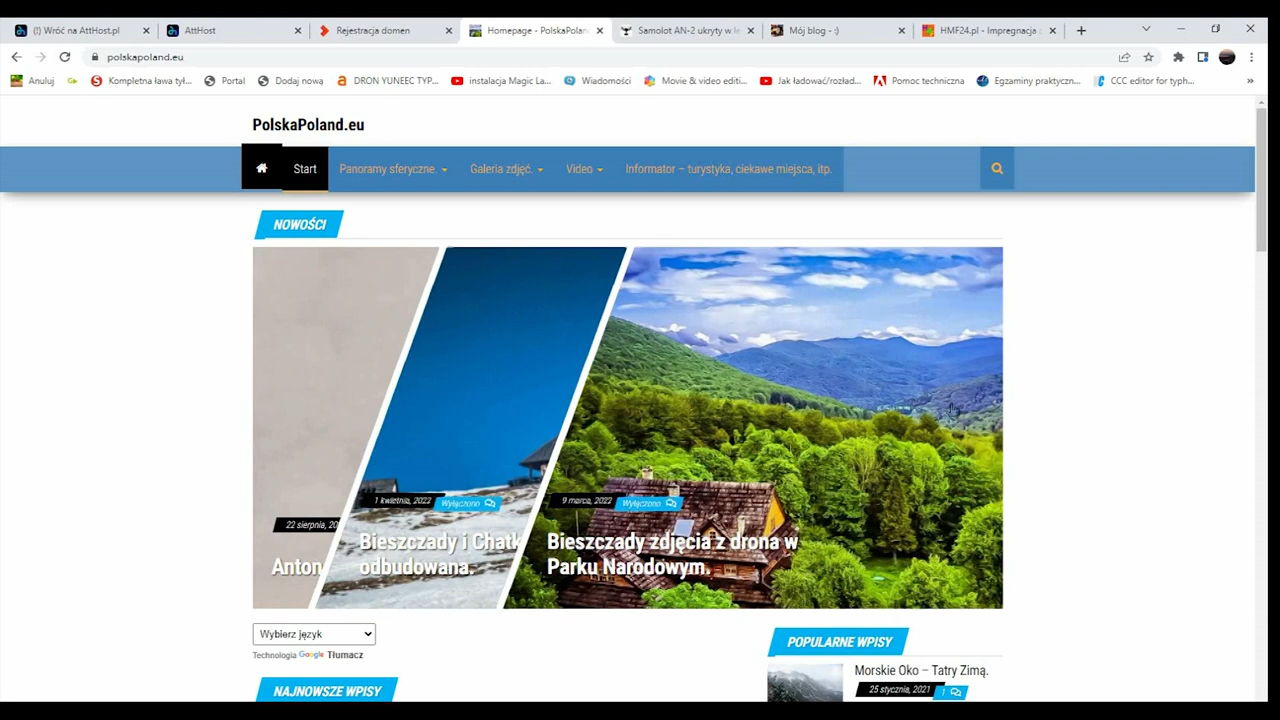 (!) Wróć na AttHost.pl
AttHost
Rejestracja domen
Homepage - PolskaPolan
Samolot AN-2 ukryty w le
Mój blog - :)
HMF24.pl - Impregnacja
polskapoland.eu
Anuluj
Kompletna ława tył...
Portal
Dodaj nową
DRON YUNEEC TYP...
instalacja Magic La...
Wiadomości
Movie & video editi...
Jak ładować/rozład...
Pomoc techniczna
Egzaminy praktyczn...
CCC editor for typh...
»
PolskaPoland.eu
Start
Panoramy sferyczne.
Galeria zdjęć.
Video
Informator – turystyka, ciekawe miejsca, itp.
NOWOŚCI
22 sierpnia, 20
Anton
1 kwietnia, 2022
Wyłączono
Bieszczady i Chatk
odbudowana.
9 marca, 2022
Wyłączono
Bieszczady zdjęcia z drona w
Parku Narodowym.
Wybierz język
Technologia Google Tłumacz
NAJNOWSZE WPISY
POPULARNE WPISY
Morskie Oko – Tatry Zimą.
25 stycznia, 2021
1